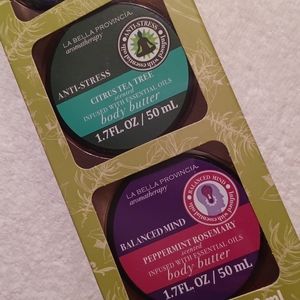 LA BELLA PROVINCIA.
aromatherapy
ANTI-STRESS
ANTI-STRESS
CITRUS TEA TREE
scented
INFUSED WITH ESSENTIAL OILS
body butter
1.7FL. OZ/50 mL
LA BELLA PROVINCIA.
aromatherapy
BALANCED MIND
BALANCED MIND
PEPPERMINT ROSEMARY
scented
INFUSED WITH ESSENTIAL OILS
body butter
1.7FL. OZ/50 mL